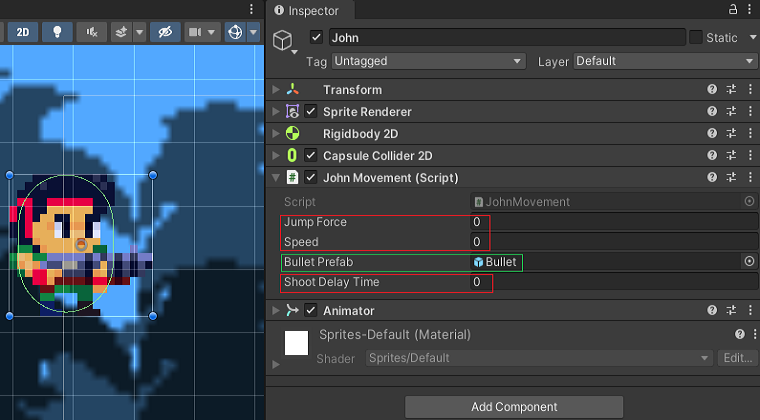 Inspector
2D
John
Static
Tag Untagged Layer Default
Transform
Sprite Renderer
Rigidbody 2D
Capsule Collider 2D
John Movement (Script)
Script JohnMovement
Jump Force 0
Speed 0
Bullet Prefab Bullet
Shoot Delay Time 0
Animator
Sprites-Default (Material)
Shader Sprites/Default Edit...
Add Component